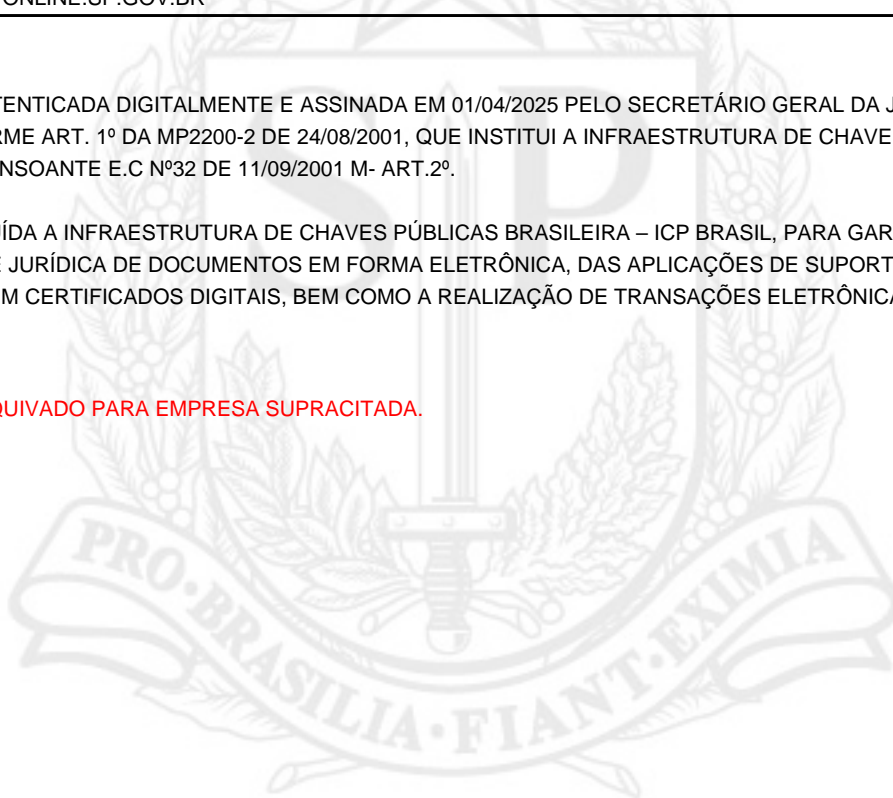 ONLINE.SP.GOV.BR
TENTICADA DIGITALMENTE E ASSINADA EM 01/04/2025 PELO SECRETÁRIO GERAL DA J
RME ART. 1º DA MP2200-2 DE 24/08/2001, QUE INSTITUI A INFRAESTRUTURA DE CHAVE
NSOANTE E.C Nº32 DE 11/09/2001 M- ART.2º.
ÍDA A INFRAESTRUTURA DE CHAVES PÚBLICAS BRASILEIRA – ICP BRASIL, PARA GAR
E JURÍDICA DE DOCUMENTOS EM FORMA ELETRÔNICA, DAS APLICAÇÕES DE SUPORT
M CERTIFICADOS DIGITAIS, BEM COMO A REALIZAÇÃO DE TRANSAÇÕES ELETRÔNICA
QUIVADO PARA EMPRESA SUPRACITADA.
SP
PRO·BRASILIA·FIANT·EXIMIA